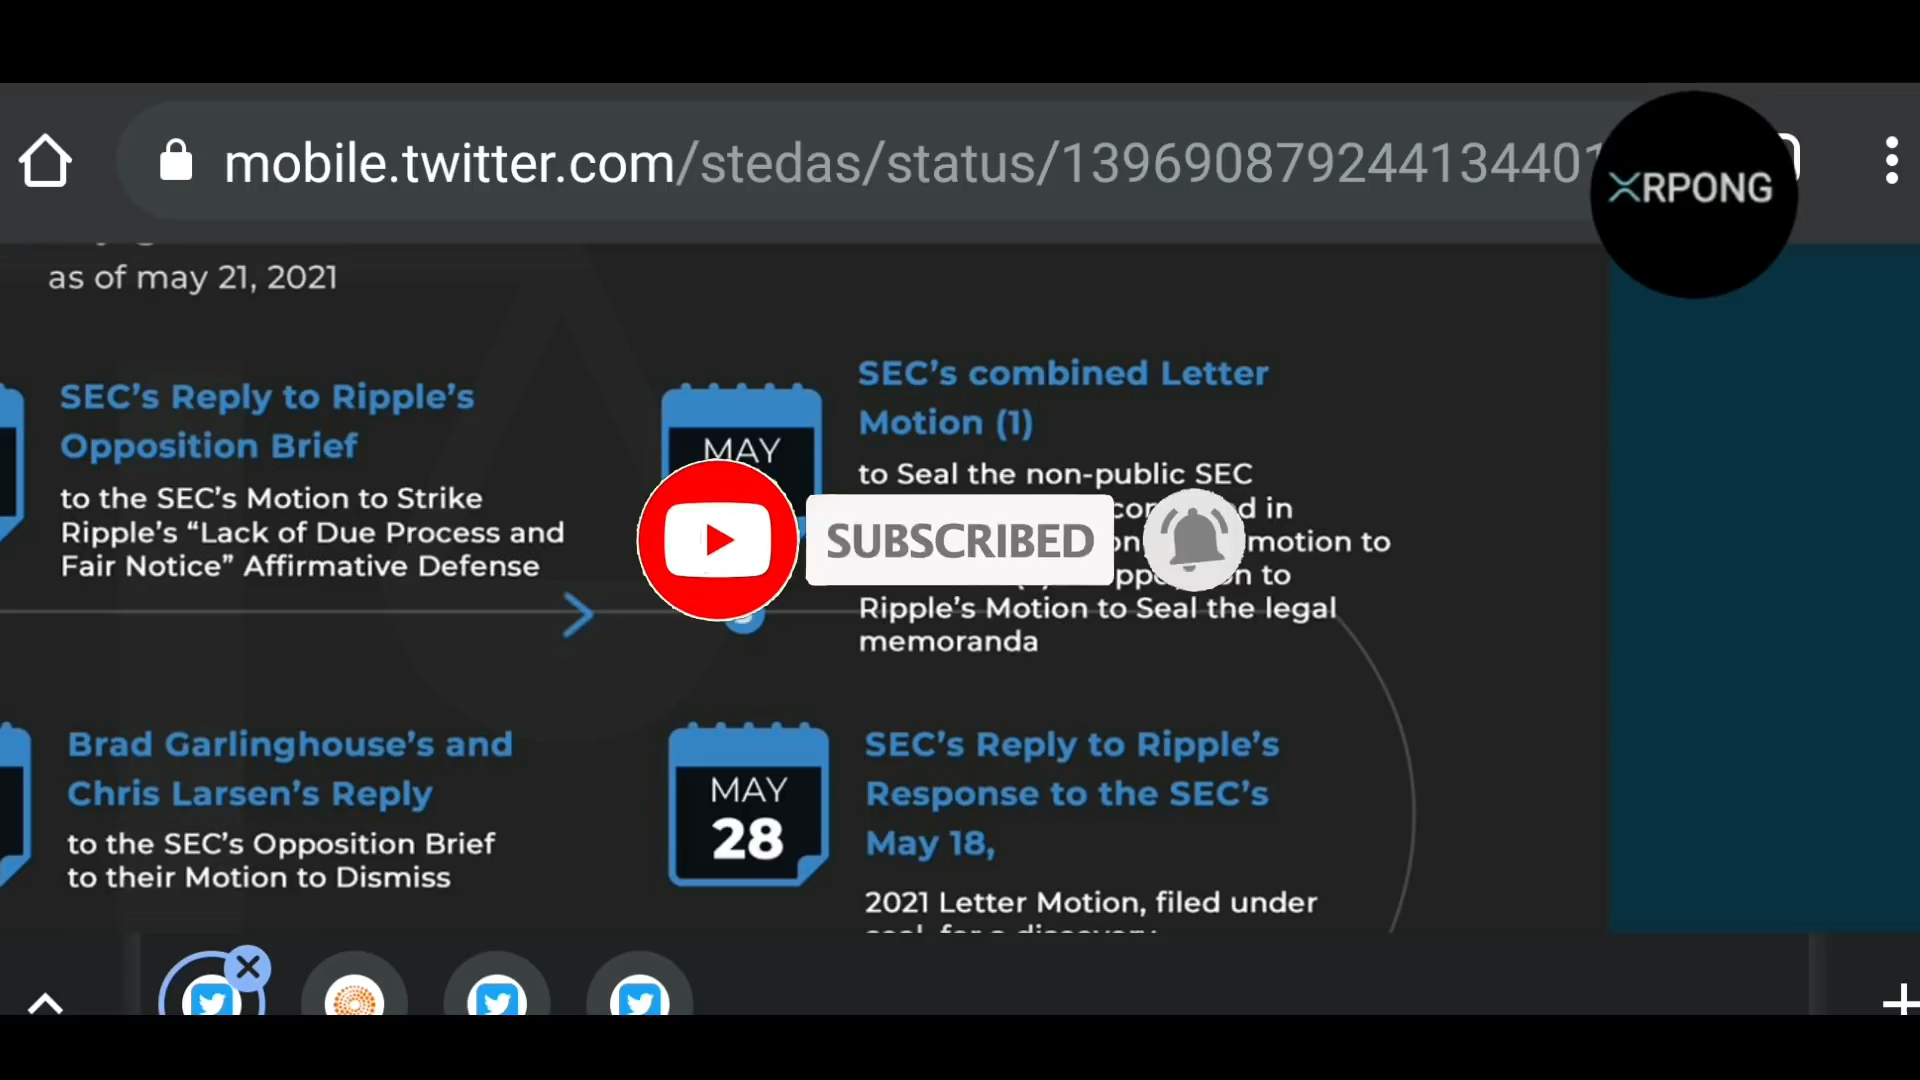 mobile.twitter.com/stedas/status/139690879244134401
XRPONG
as of may 21, 2021
SEC's Reply to Ripple's
Opposition Brief
to the SEC's Motion to Strike
Ripple's “Lack of Due Process and
Fair Notice” Affirmative Defense
MAY
SEC's combined Letter
Motion (1)
to Seal the non-public SEC
in
motion to
to
Ripple's Motion to Seal the legal
memoranda
SUBSCRIBED
Brad Garlinghouse's and
Chris Larsen's Reply
to the SEC's Opposition Brief
to their Motion to Dismiss
MAY
28
SEC's Reply to Ripple's
Response to the SEC's
May 18,
2021 Letter Motion, filed under